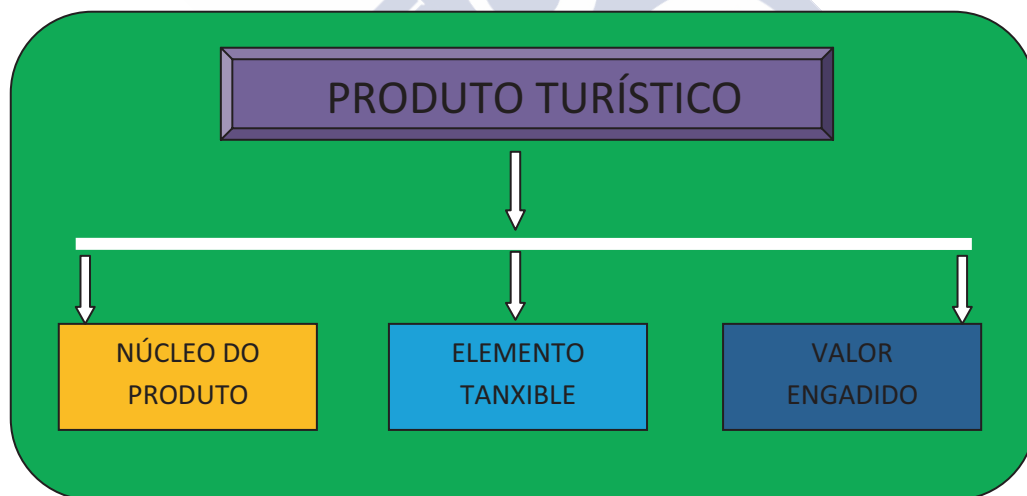 PRODUTO TURÍSTICO
NÚCLEO DO
PRODUTO
ELEMENTO
TANXIBLE
VALOR
ENGADIDO